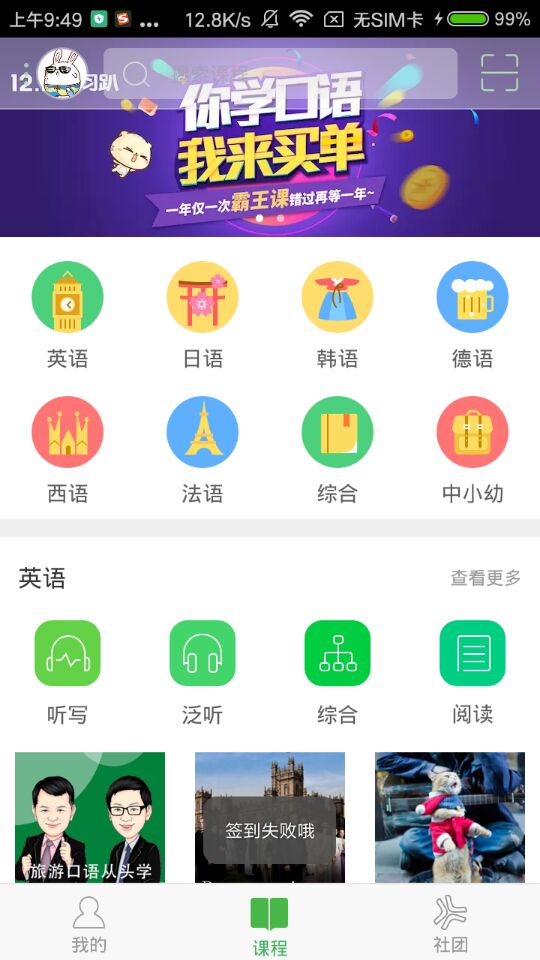 上午9:49 ... 12.8K/s 无SIM卡 99%
搜索课程
你学口语
我来买单
一年仅一次霸王课错过再等一年~
英语 日语 韩语 德语
西语 法语 综合 中小幼
英语 查看更多
听写 泛听 综合 阅读
旅游口语从头学
签到失败哦
我的 课程 社团